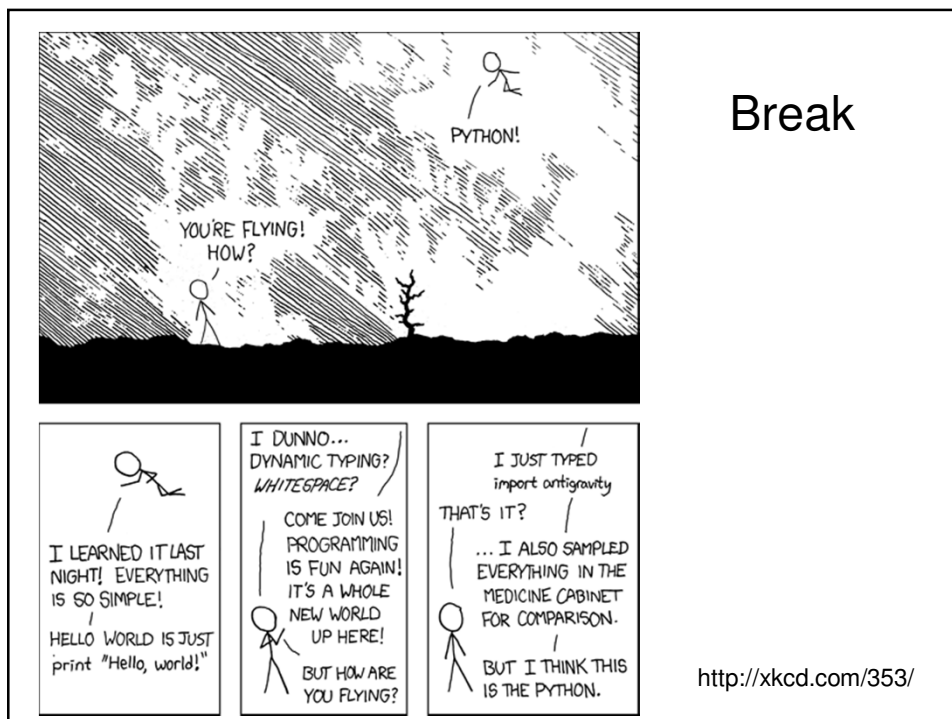 Break
PYTHON!
YOU'RE FLYING!
HOW?
I LEARNED IT LAST
NIGHT! EVERYTHING
IS SO SIMPLE!
HELLO WORLD IS JUST
print "Hello, world!"
I DUNNO...
DYNAMIC TYPING?
WHITESPACE?
COME JOIN US!
PROGRAMMING
IS FUN AGAIN!
IT'S A WHOLE
NEW WORLD
UP HERE!
BUT HOW ARE
YOU FLYING?
I JUST TYPED
import antigravity
THAT'S IT?
... I ALSO SAMPLED
EVERYTHING IN THE
MEDICINE CABINET
FOR COMPARISON.
BUT I THINK THIS
IS THE PYTHON.
http://xkcd.com/353/